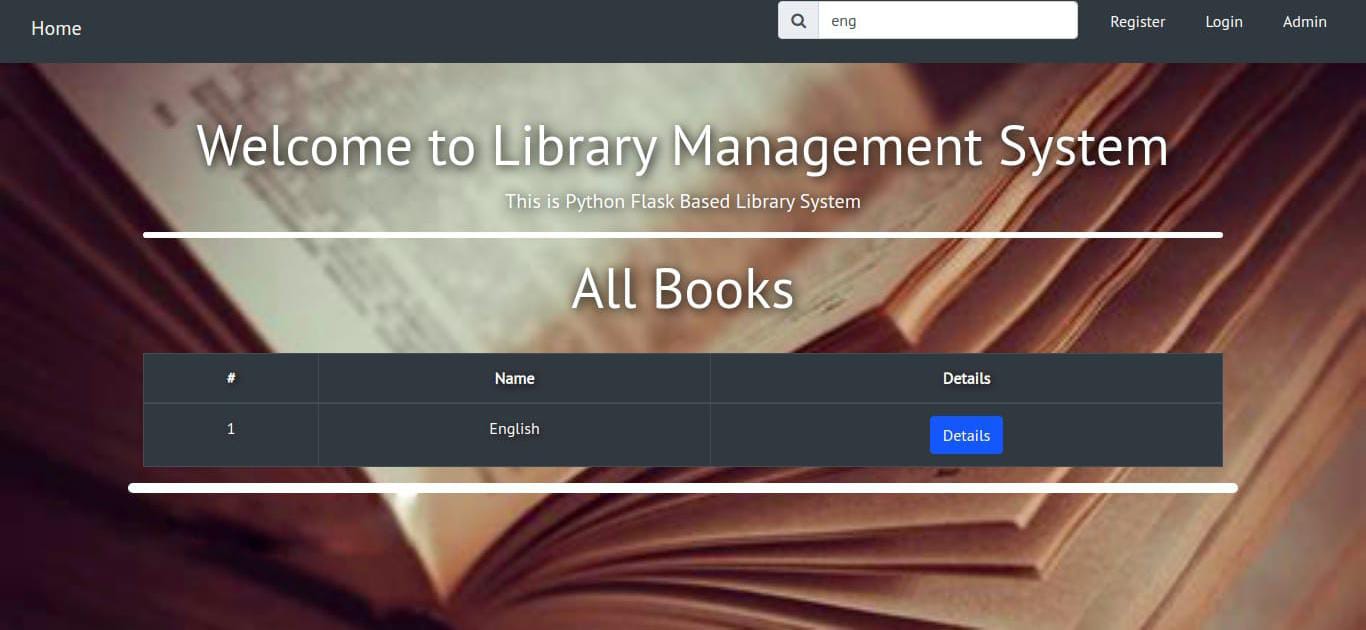 Home
eng
Register
Login
Admin
Welcome to Library Management System
This is Python Flask Based Library System
All Books
# Name Details
1 English Details